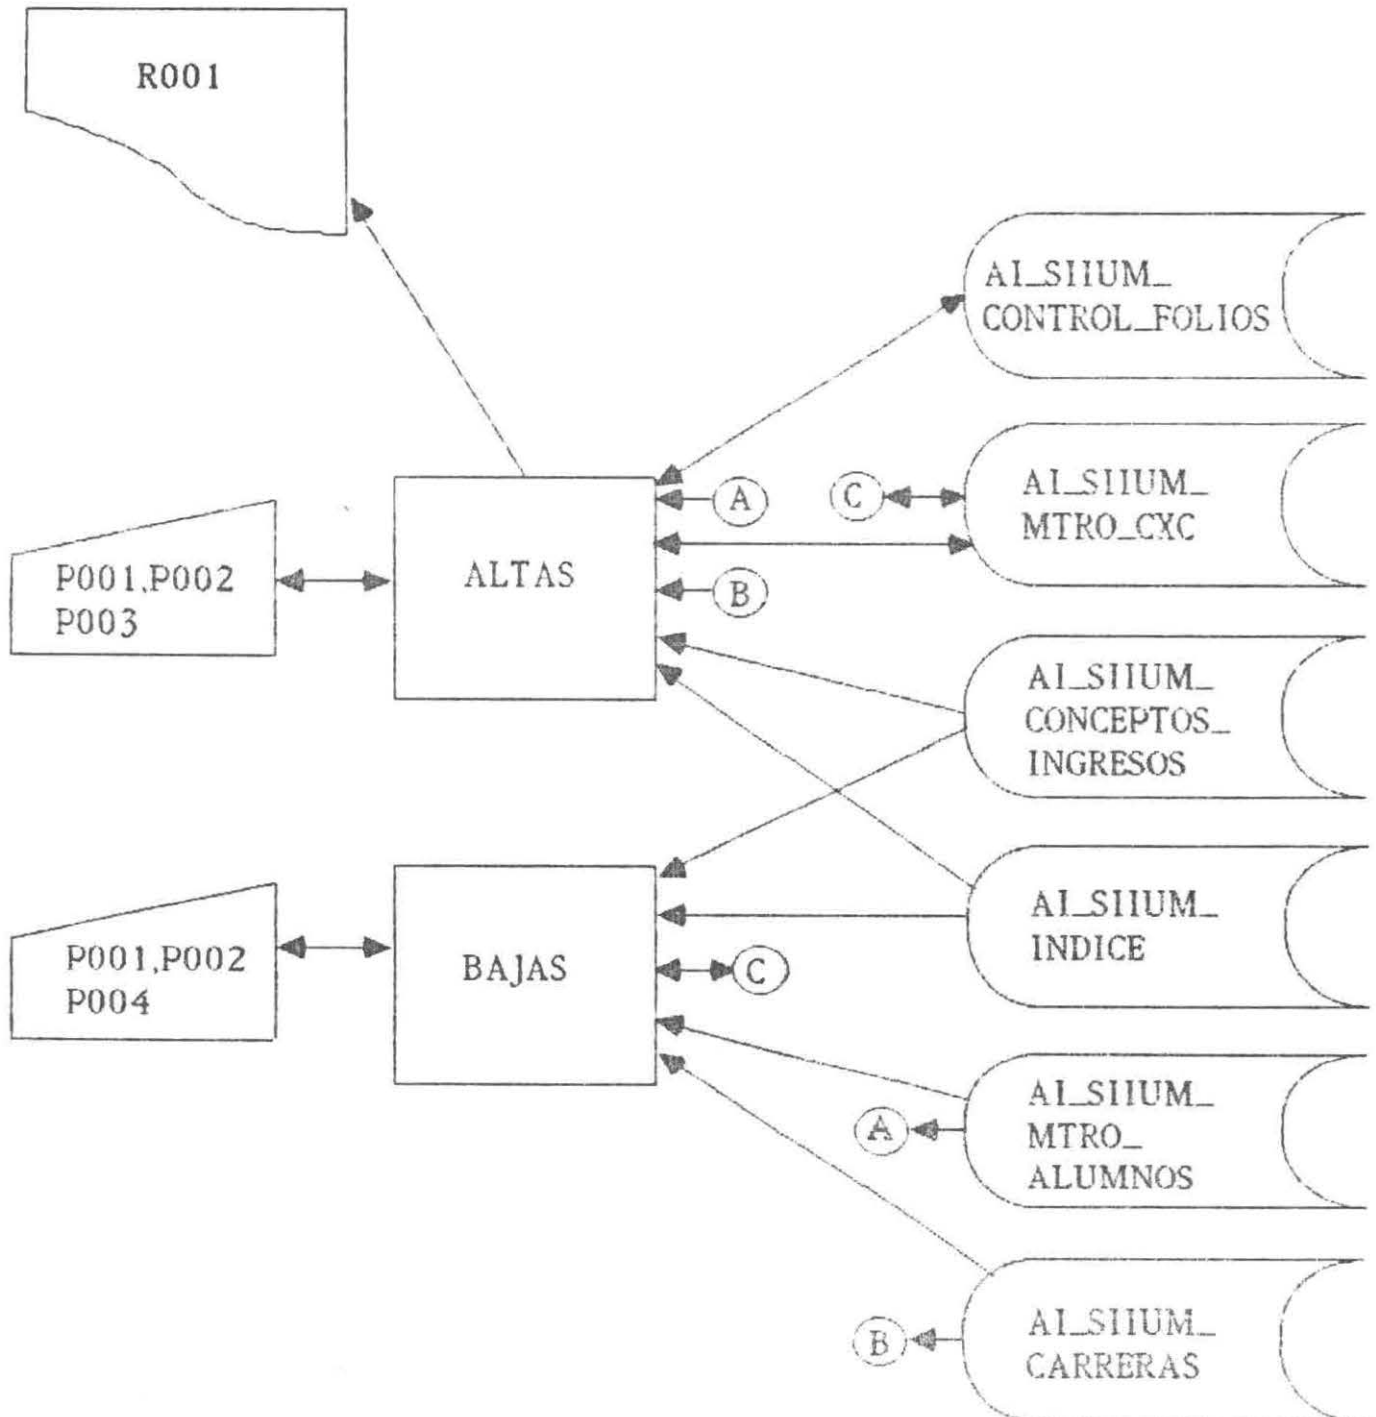 R001
AI_SIIUM_
CONTROL_FOLIOS
A
C
AI_SIIUM_
MTRO_CXC
P001,P002
P003
ALTAS
B
AI_SIIUM_
CONCEPTOS_
INGRESOS
P001,P002
P004
BAJAS
C
AI_SIIUM_
INDICE
A
AI_SIIUM_
MTRO_
ALUMNOS
B
AI_SIIUM_
CARRERAS